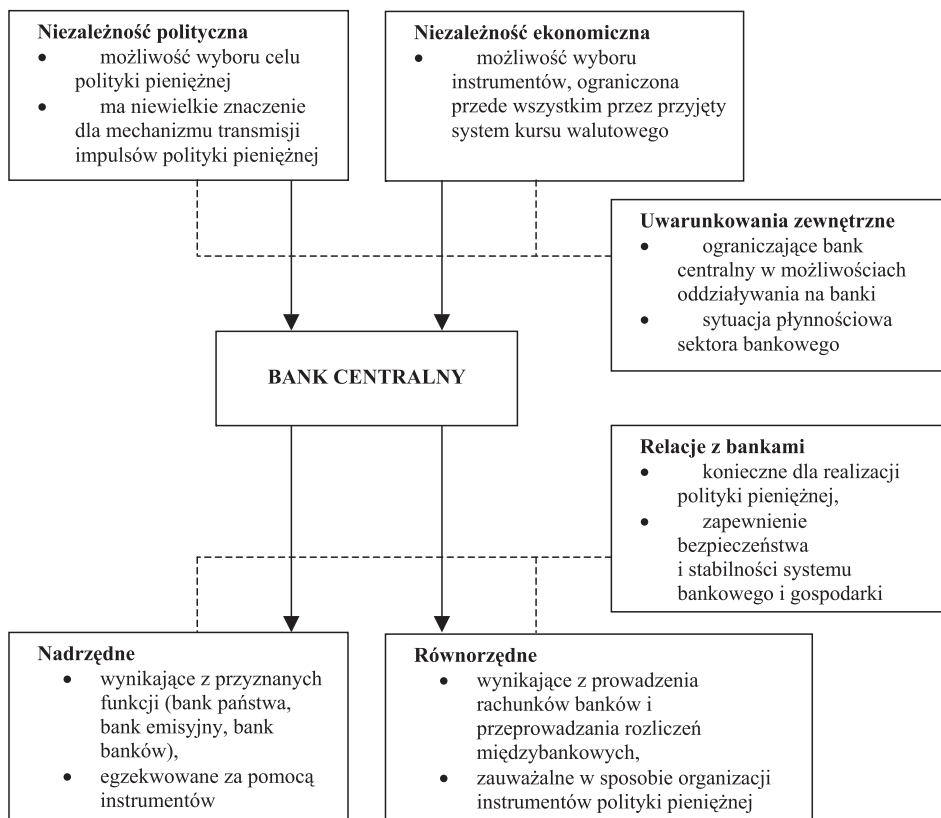 Niezależność polityczna
• możliwość wyboru celu
polityki pieniężnej
• ma niewielkie znaczenie
dla mechanizmu transmisji
impulsów polityki pieniężnej
Niezależność ekonomiczna
• możliwość wyboru
instrumentów, ograniczona
przede wszystkim przez przyjęty
system kursu walutowego
Uwarunkowania zewnętrzne
• ograniczające bank
centralny w możliwościach
oddziaływania na banki
• sytuacja płynnościowa
sektora bankowego
BANK CENTRALNY
Relacje z bankami
• konieczne dla realizacji
polityki pieniężnej,
• zapewnienie
bezpieczeństwa
i stabilności systemu
bankowego i gospodarki
Nadrzędne
• wynikające z przyznanych
funkcji (bank państwa,
bank emisyjny, bank
banków),
• egzekwowane za pomocą
instrumentów
Równorzędne
• wynikające z prowadzenia
rachunków banków i
przeprowadzania rozliczeń
międzybankowych,
• zauważalne w sposobie organizacji
instrumentów polityki pieniężnej